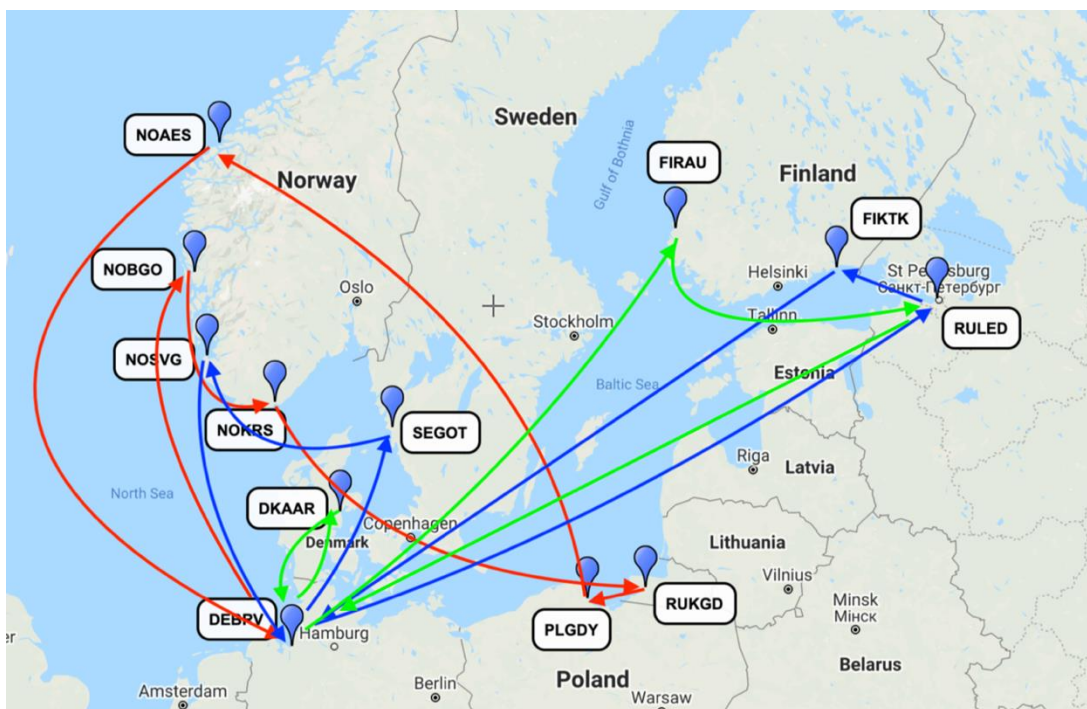 NOAES
Sweden
Norway
Gulf of Bothnia
FIRAU
Finland
FIKTK
NOBGO
Oslo
Helsinki
St Petersburg
Санкт-Петербург
Stockholm
Tallinn
RULED
NOSVG
Baltic Sea
Estonia
NOKRS
SEGOT
Riga
Latvia
North Sea
DKAAR
Copenhagen
Denmark
Lithuania
Vilnius
DEBRV
Hamburg
PLGDY
RUKGD
Minsk
Мінск
Belarus
Poland
Berlin
Amsterdam
Warsaw